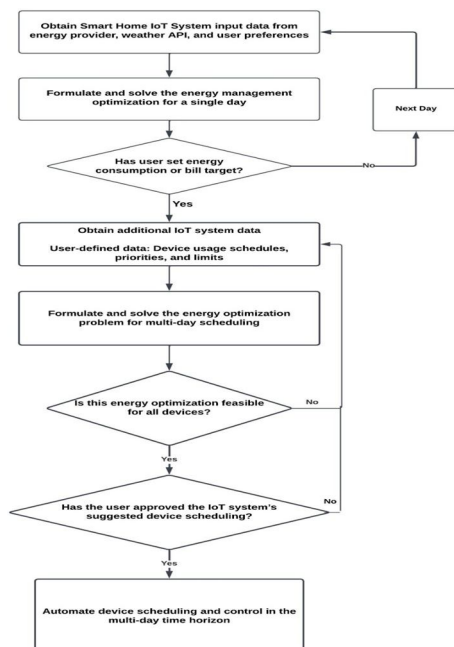 Obtain Smart Home IoT System input data from
energy provider, weather API, and user preferences
Formulate and solve the energy management
optimization for a single day
Next Day
Has user set energy
consumption or bill target?
No
Yes
Obtain additional IoT system data
User-defined data: Device usage schedules,
priorities, and limits
Formulate and solve the energy optimization
problem for multi-day scheduling
Is this energy optimization feasible
for all devices?
No
Yes
Has the user approved the IoT system's
suggested device scheduling?
No
Yes
Automate device scheduling and control in the
multi-day time horizon